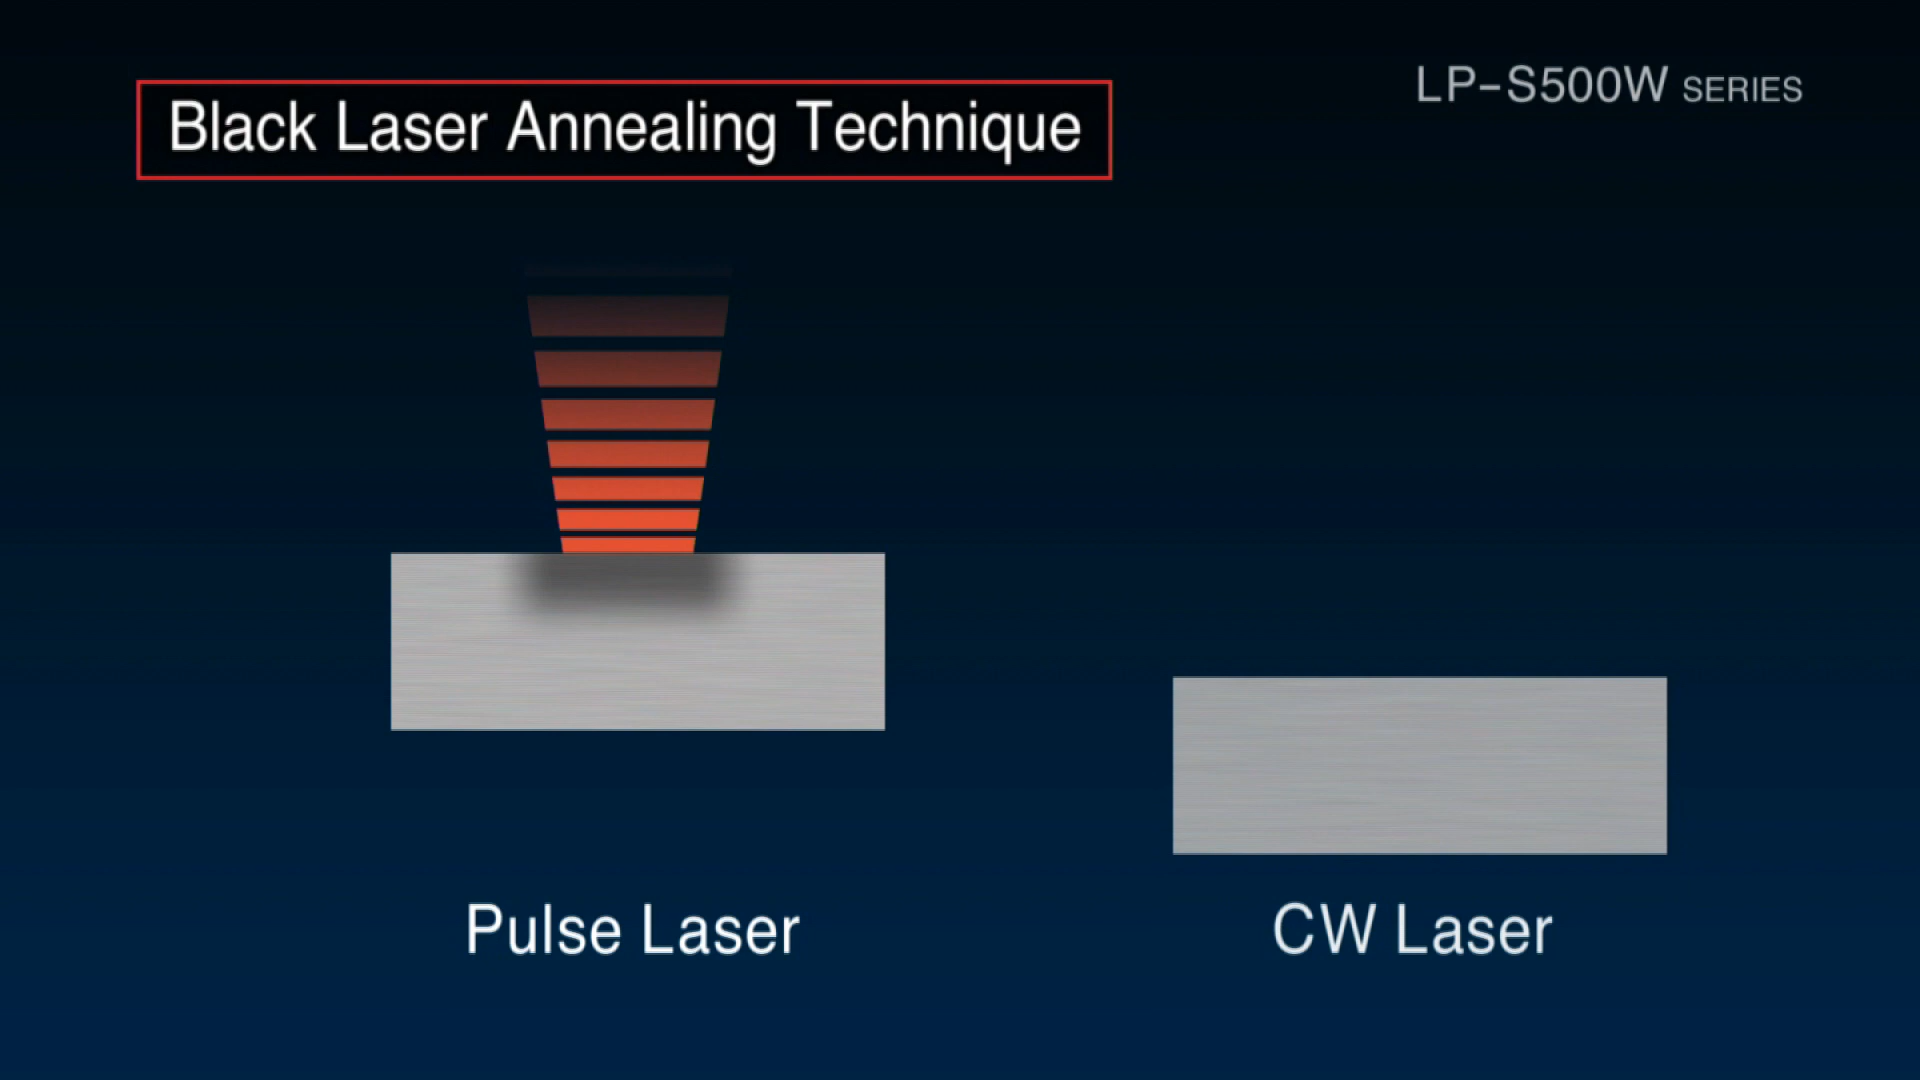 Black Laser Annealing Technique
LP-S500W SERIES
Pulse Laser
CW Laser